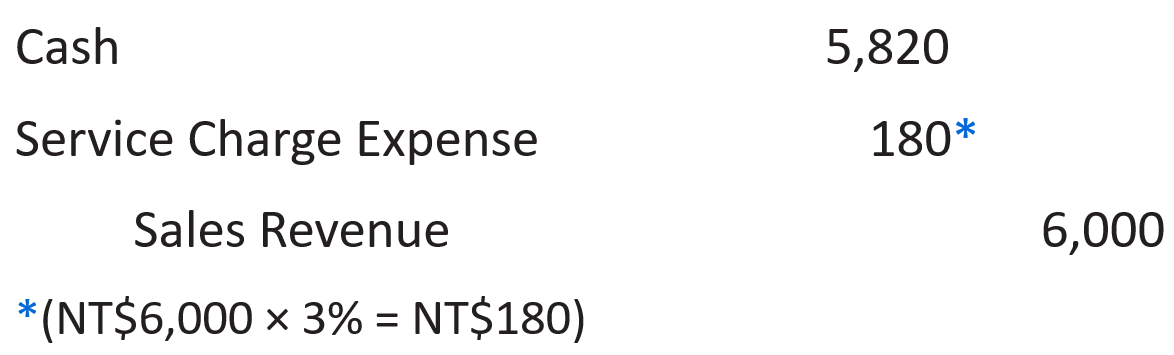 Cash 5,820
Service Charge Expense 180*
Sales Revenue 6,000
*(NT$6,000 × 3% = NT$180)